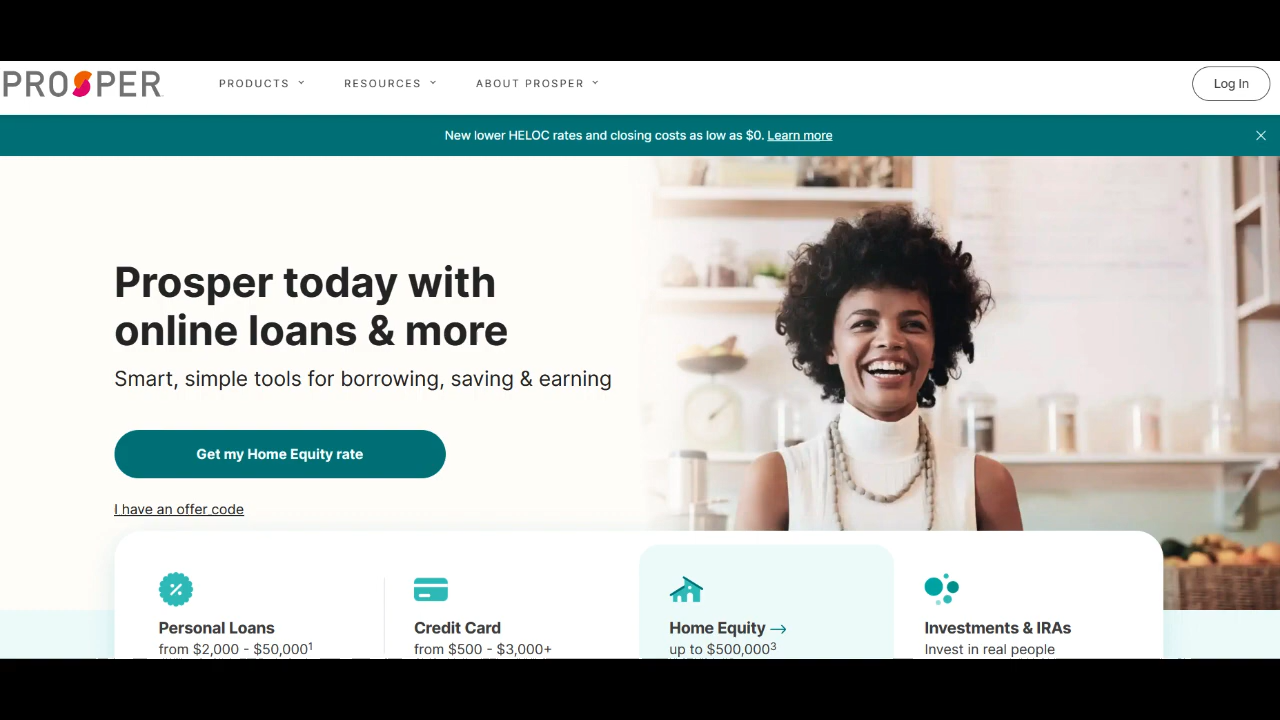 PROSPER
PRODUCTS
RESOURCES
ABOUT PROSPER
Log In
New lower HELOC rates and closing costs as low as $0. Learn more
Prosper today with
online loans & more
Smart, simple tools for borrowing, saving & earning
Get my Home Equity rate
I have an offer code
Personal Loans
from $2,000 - $50,000¹
Credit Card
from $500 - $3,000+
Home Equity →
up to $500,000³
Investments & IRAs
Invest in real people